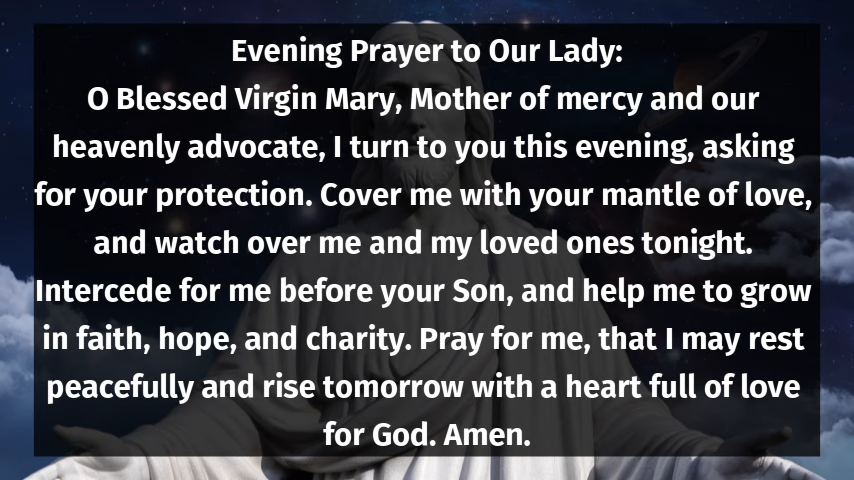 Evening Prayer to Our Lady:
O Blessed Virgin Mary, Mother of mercy and our
heavenly advocate, I turn to you this evening, asking
for your protection. Cover me with your mantle of love,
and watch over me and my loved ones tonight.
Intercede for me before your Son, and help me to grow
in faith, hope, and charity. Pray for me, that I may rest
peacefully and rise tomorrow with a heart full of love
for God. Amen.